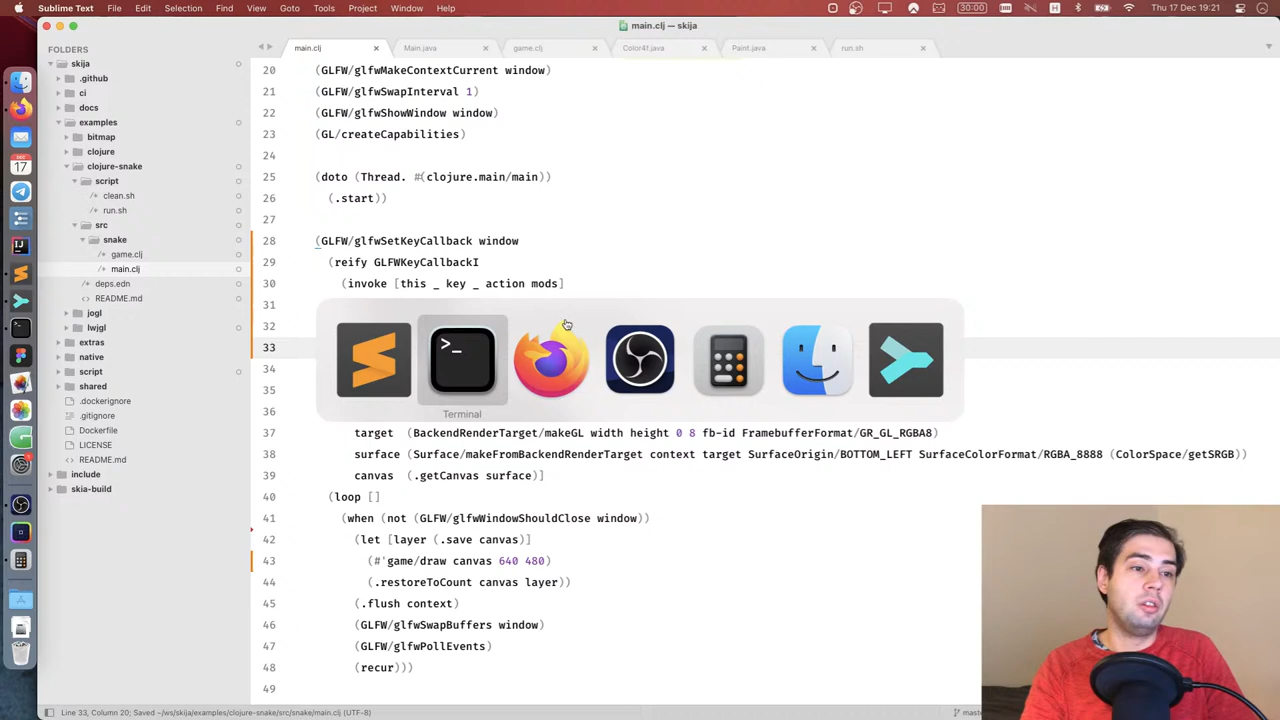 Sublime Text File Edit Selection Find View Goto Tools Project Window Help
30:00
Thu 17 Dec 19:21
main.clj — skija
FOLDERS
skija
.github
ci
docs
examples
bitmap
clojure
clojure-snake
script
clean.sh
run.sh
src
snake
game.clj
main.clj
deps.edn
README.md
jogl
lwjgl
extras
native
script
shared
.dockerignore
.gitignore
Dockerfile
LICENSE
README.md
include
skia-build
main.clj
Main.java
game.clj
Color4f.java
Paint.java
run.sh
20 (GLFW/glfwMakeContextCurrent window)
21 (GLFW/glfwSwapInterval 1)
22 (GLFW/glfwShowWindow window)
23 (GL/createCapabilities)
24
25 (doto (Thread. #(clojure.main/main))
26 (.start))
27
28 (GLFW/glfwSetKeyCallback window
29 (reify GLFWKeyCallbackI
30 (invoke [this _ key _ action mods]
31
32
33
34
35
36
37 target (BackendRenderTarget/makeGL width height 0 8 fb-id FramebufferFormat/GR_GL_RGBA8)
38 surface (Surface/makeFromBackendRenderTarget context target SurfaceOrigin/BOTTOM_LEFT SurfaceColorFormat/RGBA_8888 (ColorSpace/getSRGB))
39 canvas (.getCanvas surface)]
40 (loop []
41 (when (not (GLFW/glfwWindowShouldClose window))
42 (let [layer (.save canvas)]
43 (#'game/draw canvas 640 480)
44 (.restoreToCount canvas layer))
45 (.flush context)
46 (GLFW/glfwSwapBuffers window)
47 (GLFW/glfwPollEvents)
48 (recur)))
49
Terminal
Line 33, Column 20; Saved ~/ws/skija/examples/clojure-snake/src/snake/main.clj (UTF-8)